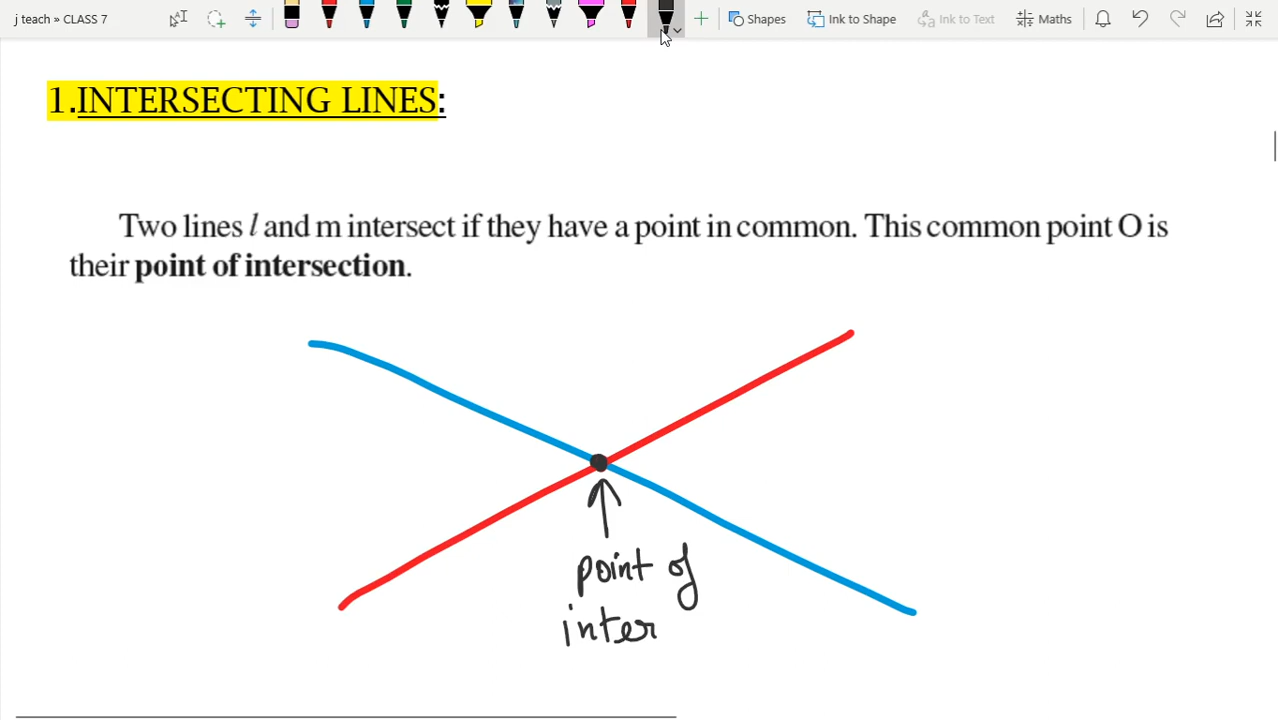 j teach » CLASS 7
Shapes
Ink to Shape
Ink to Text
Maths
1.INTERSECTING LINES:
Two lines l and m intersect if they have a point in common. This common point O is
their point of intersection.
point of
inter